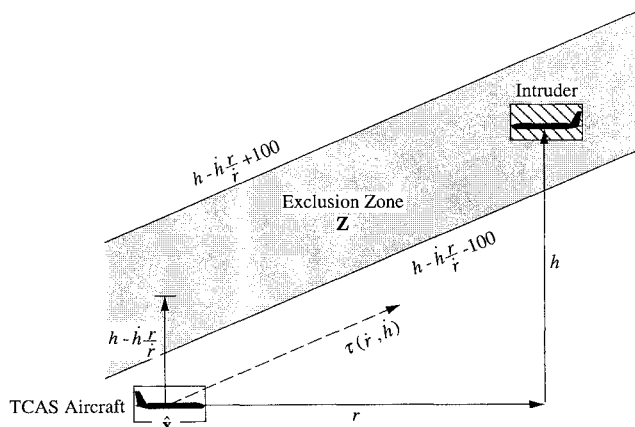 Intruder
h - ḣ r/ṙ +100
Exclusion Zone
Z
h - ḣ r/ṙ -100
h
h - ḣ r/ṙ
τ(ṙ, ḣ)
TCAS Aircraft
x̂
r